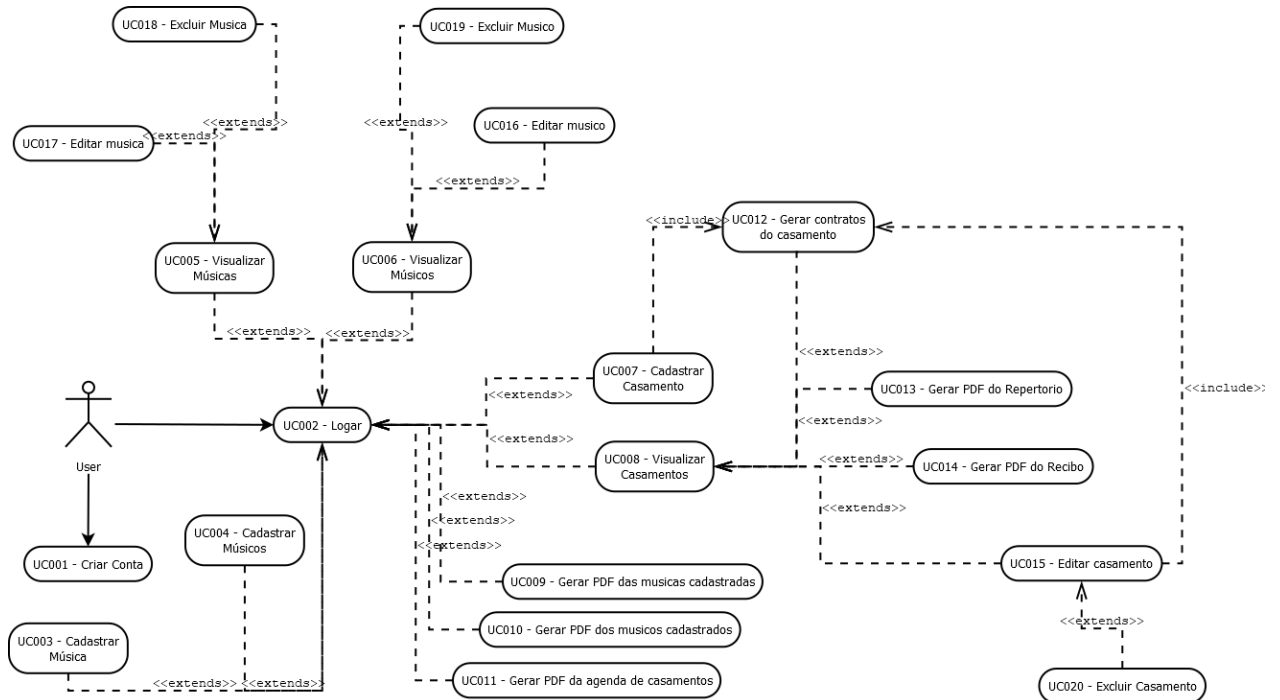 UC018 - Excluir Musica
UC019 - Excluir Musico
<<extends>>
<<extends>>
UC016 - Editar musico
UC017 - Editar musica
<<extends>>
<<extends>>
<<include>>
UC012 - Gerar contratos
do casamento
UC005 - Visualizar
Músicas
UC006 - Visualizar
Músicos
<<extends>>
<<extends>>
<<extends>>
UC007 - Cadastrar
Casamento
UC013 - Gerar PDF do Repertorio
<<include>>
<<extends>>
<<extends>>
UC002 - Logar
<<extends>>
UC008 - Visualizar
Casamentos
<<extends>>
UC014 - Gerar PDF do Recibo
User
<<extends>>
<<extends>>
<<extends>>
<<extends>>
UC004 - Cadastrar
Músicos
UC001 - Criar Conta
UC015 - Editar casamento
UC009 - Gerar PDF das musicas cadastradas
<<extends>>
UC010 - Gerar PDF dos musicos cadastrados
UC003 - Cadastrar
Música
<<extends>>
<<extends>>
UC011 - Gerar PDF da agenda de casamentos
UC020 - Excluir Casamento